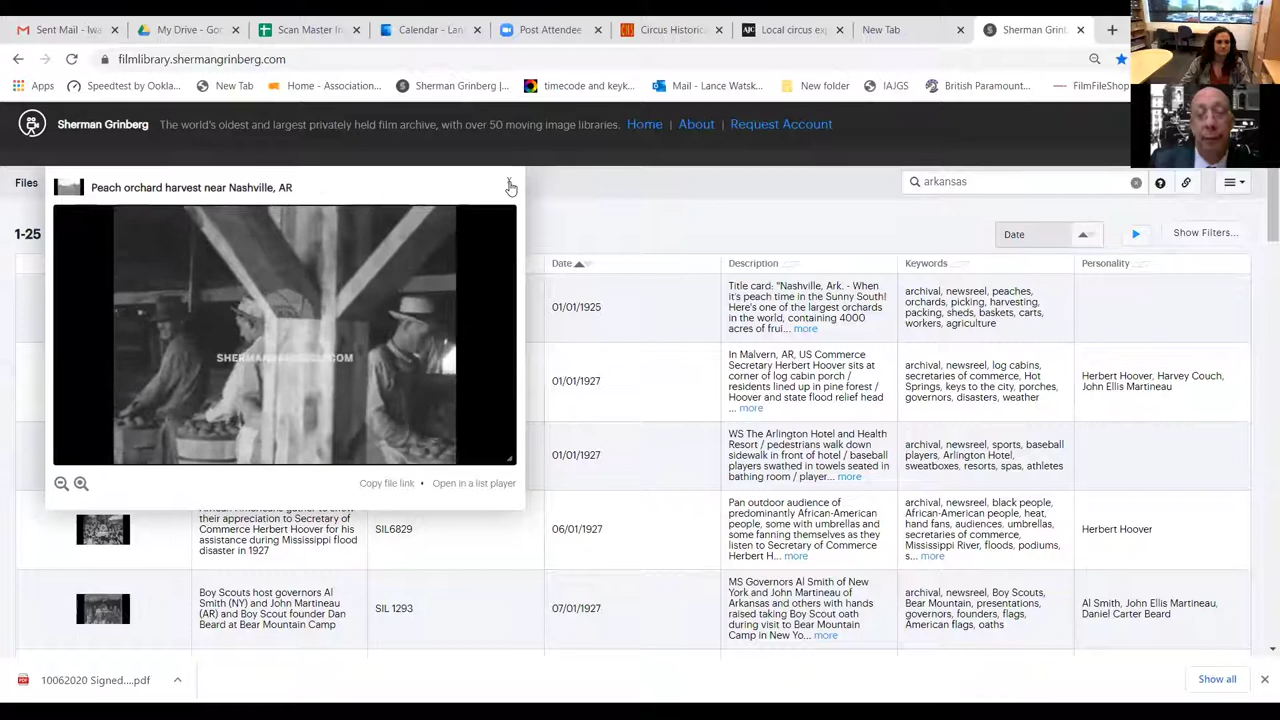 Sent Mail - Iwa
My Drive - Go
Scan Master In
Calendar - Lan
Post Attendee
Circus Historica
Local circus ex
New Tab
Sherman Grinb
filmlibrary.shermangrinberg.com
Apps
Speedtest by Ookla...
New Tab
Home - Association...
Sherman Grinberg |...
timecode and keyk...
Mail - Lance Watsk...
New folder
IAJGS
British Paramount...
FilmFileShop
Sherman Grinberg
The world's oldest and largest privately held film archive, with over 50 moving image libraries.
Home | About | Request Account
Files
Peach orchard harvest near Nashville, AR
x
arkansas
1-25
Date
Show Filters...
Date
Description
Keywords
Personality
01/01/1925
Title card: "Nashville, Ark. - When
it's peach time in the Sunny South!
Here's one of the largest orchards
in the world, containing 4000
acres of frui... more
archival, newsreel, peaches,
orchards, picking, harvesting,
packing, sheds, baskets, carts,
workers, agriculture
01/01/1927
In Malvern, AR, US Commerce
Secretary Herbert Hoover sits at
corner of log cabin porch /
residents lined up in pine forest /
Hoover and state flood relief head
... more
archival, newsreel, log cabins,
secretaries of commerce, Hot
Springs, keys to the city, porches,
governors, disasters, weather
Herbert Hoover, Harvey Couch,
John Ellis Martineau
01/01/1927
WS The Arlington Hotel and Health
Resort / pedestrians walk down
sidewalk in front of hotel / baseball
players swathed in towels seated in
bathing room / player... more
archival, newsreel, sports, baseball
players, Arlington Hotel,
sweatboxes, resorts, spas, athletes
Copy file link • Open in a list player
their appreciation to Secretary of
Commerce Herbert Hoover for his
assistance during Mississippi flood
disaster in 1927
SIL6829
06/01/1927
Pan outdoor audience of
predominantly African-American
people, some with umbrellas and
some fanning themselves as they
listen to Secretary of Commerce
Herbert H... more
archival, newsreel, black people,
African-American people, heat,
hand fans, audiences, umbrellas,
secretaries of commerce,
Mississippi River, floods, podiums,
s... more
Herbert Hoover
Boy Scouts host governors Al
Smith (NY) and John Martineau
(AR) and Boy Scout founder Dan
Beard at Bear Mountain Camp
SIL 1293
07/01/1927
MS Governors Al Smith of New
York and John Martineau of
Arkansas and others with hands
raised taking Boy Scout oath
during visit to Bear Mountain
Camp in New Yo... more
archival, newsreel, Boy Scouts,
Bear Mountain, presentations,
governors, founders, flags,
American flags, oaths
Al Smith, John Ellis Martineau,
Daniel Carter Beard
10062020 Signed....pdf
Show all